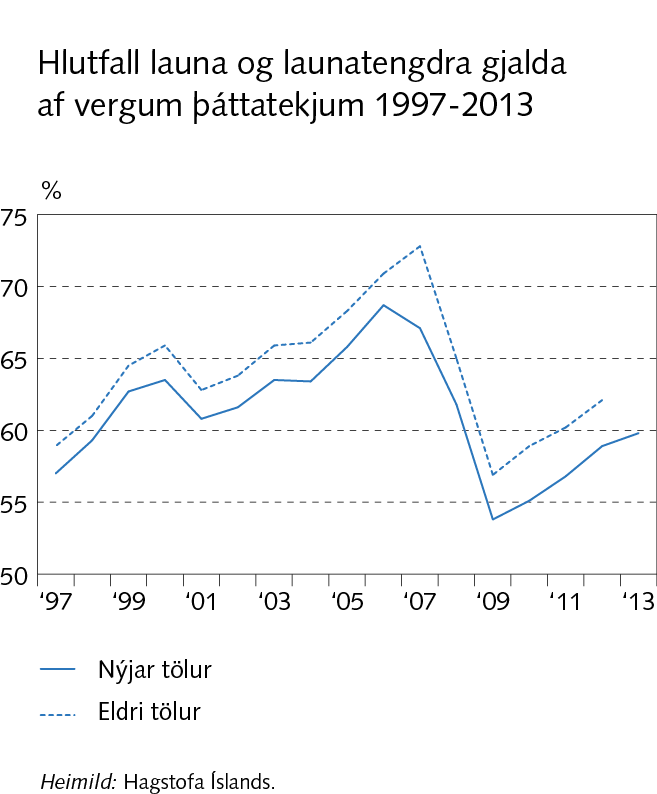 Hlutfall launa og launatengdra gjalda
af vergum þáttatekjum 1997-2013
%
75
70
65
60
55
50
‘97 ‘99 ‘01 ‘03 ‘05 ‘07 ‘09 ‘11 ‘13
Nýjar tölur
Eldri tölur
Heimild: Hagstofa Íslands.